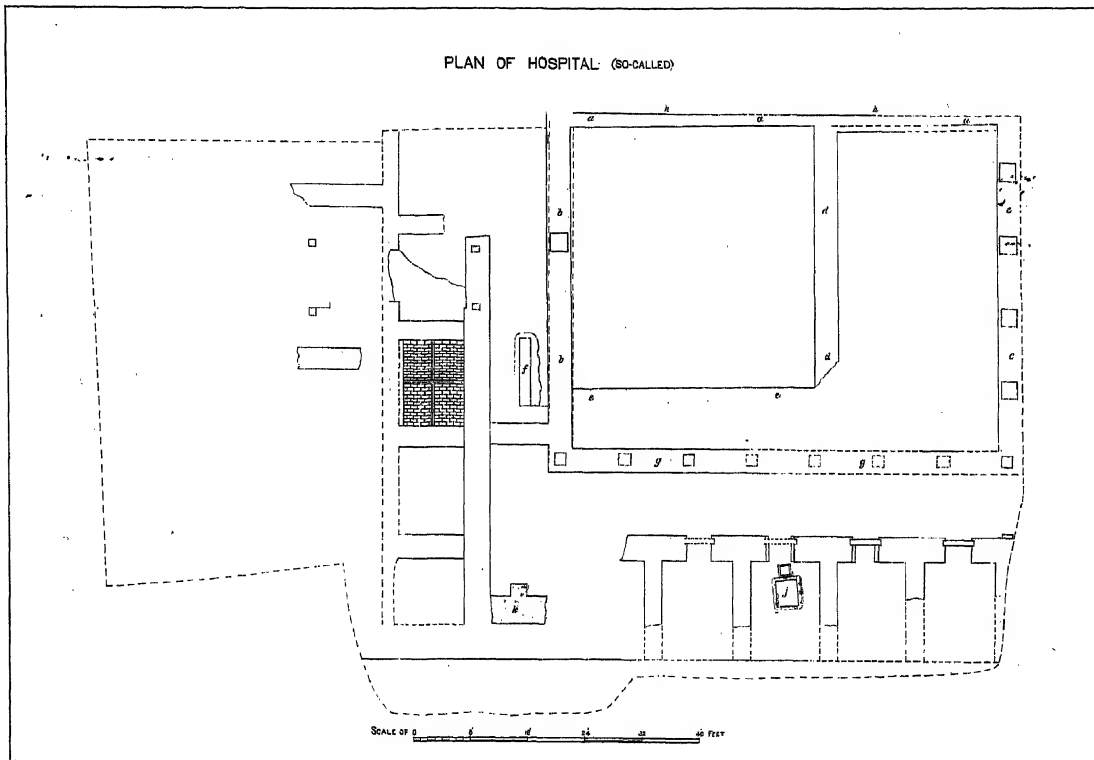 PLAN OF HOSPITAL (SO-CALLED)
h h
a a a
b d c
b d c
f
e e
g g
j
k
SCALE OF 0 8 16 24 32 40 FEET